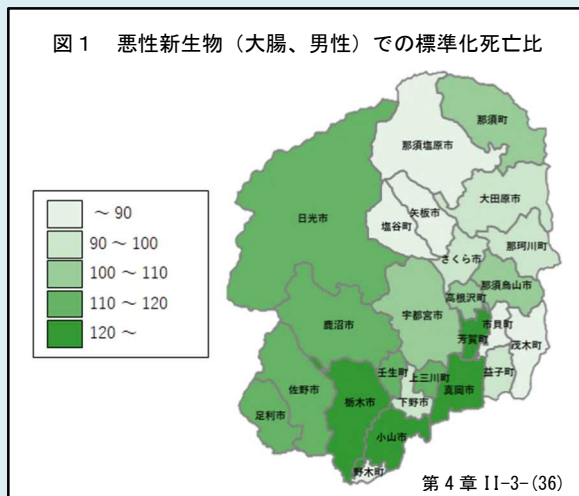 図１ 悪性新生物（大腸、男性）での標準化死亡比
～90
90～100
100～110
110～120
120～
那須町
那須塩原市
大田原市
日光市
矢板市
塩谷町
那珂川町
さくら市
那須烏山市
高根沢町
宇都宮市
市貝町
鹿沼市
芳賀町
茂木町
壬生町
上三川町
益子町
真岡市
佐野市
栃木市
下野市
足利市
小山市
野木町
第４章 II-3-(36)